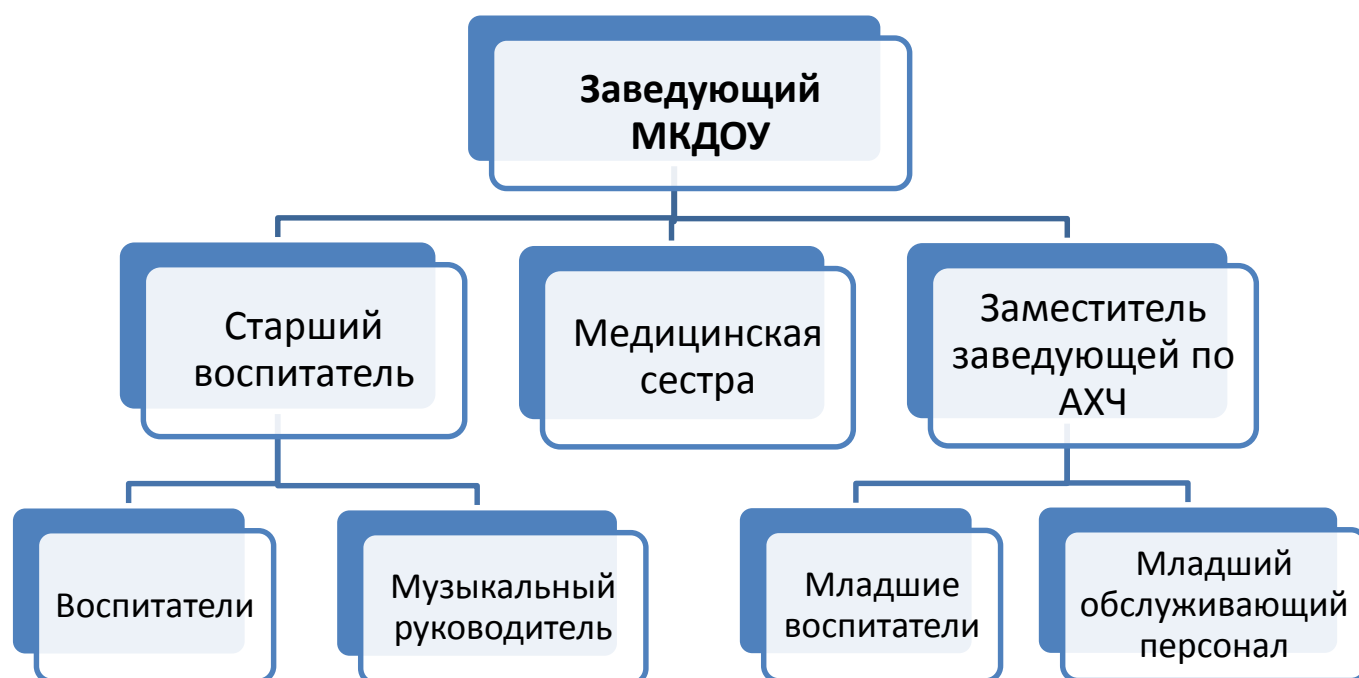 Заведующий
МКДОУ
Старший
воспитатель
Медицинская
сестра
Заместитель
заведующей по
АХЧ
Воспитатели
Музыкальный
руководитель
Младшие
воспитатели
Младший
обслуживающий
персонал